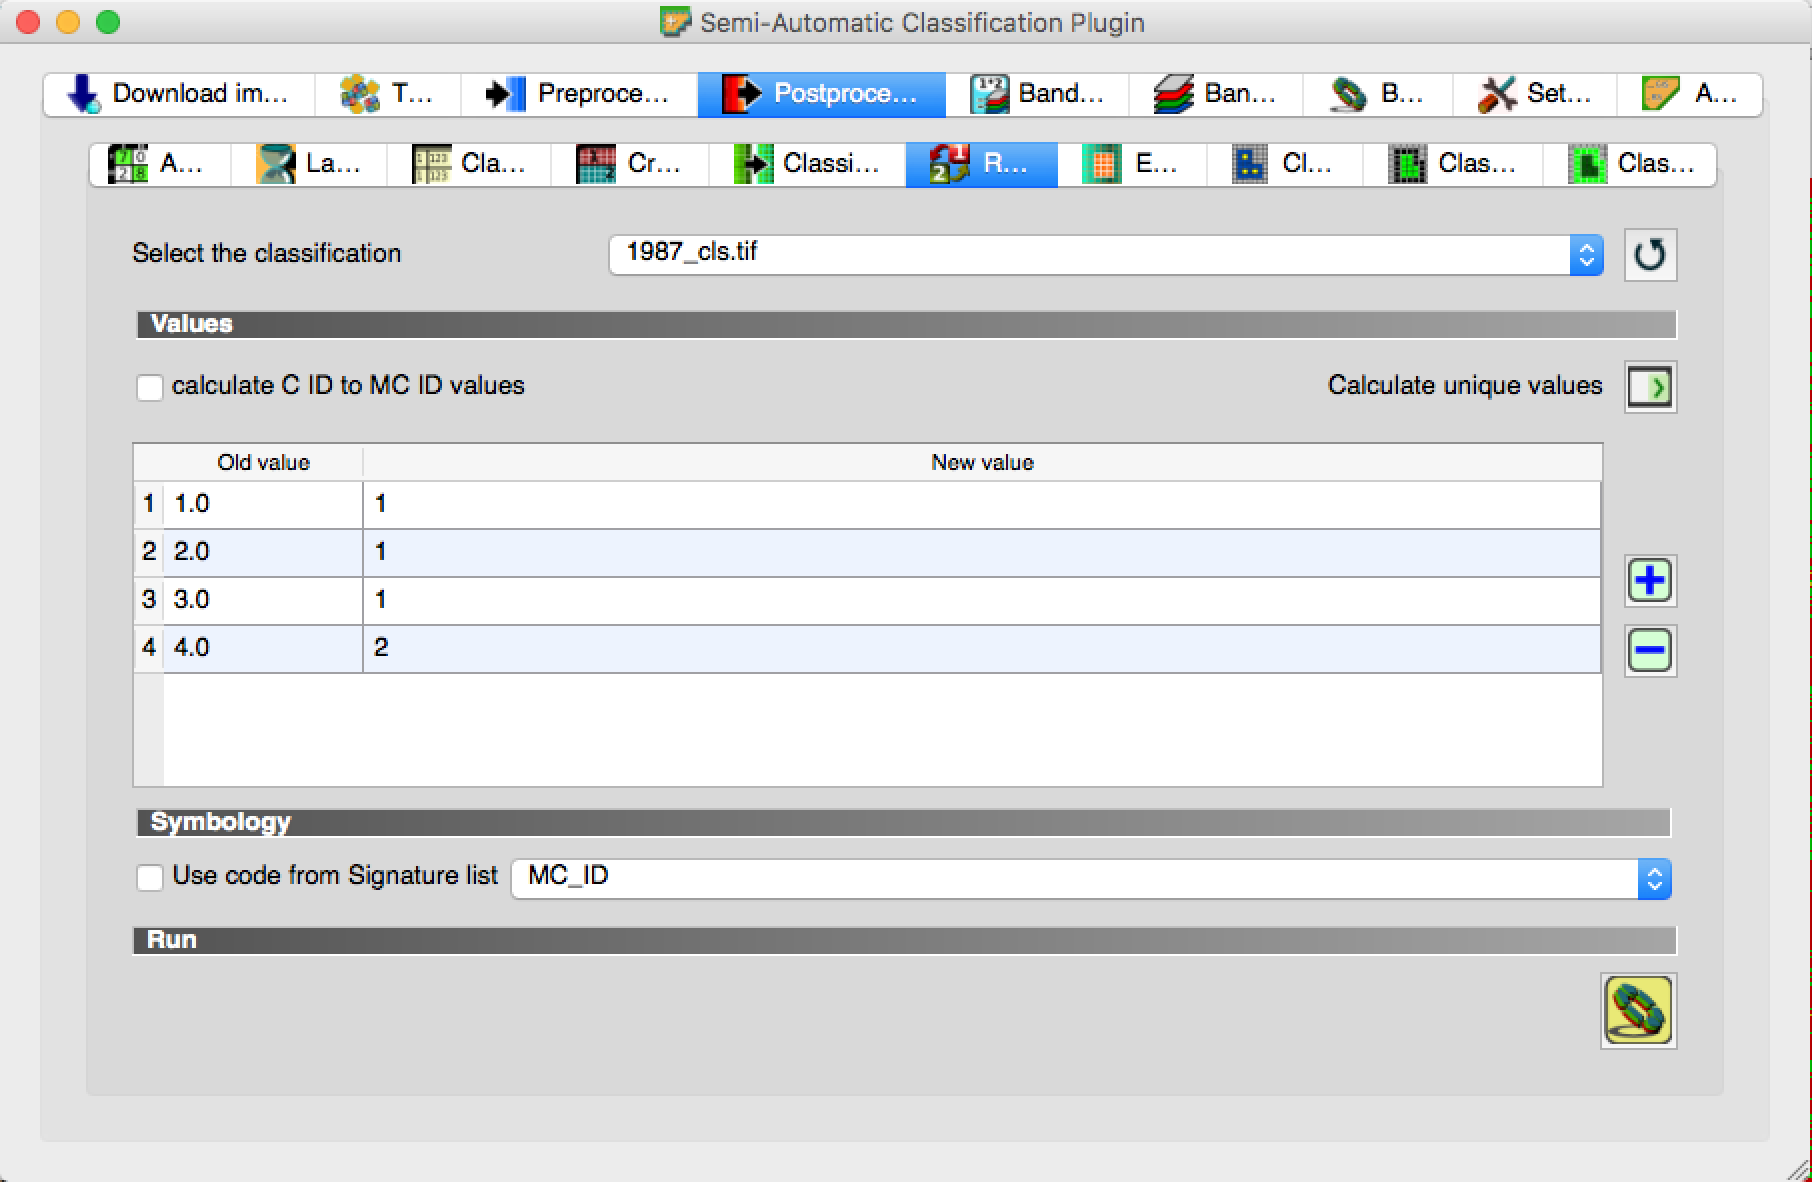 Semi-Automatic Classification Plugin
Download im... T... Preproce... Postproce... Band... Ban... B... Set... A...
A... La... Cla... Cr... Classi... R... E... Cl... Clas... Clas...
Select the classification 1987_cls.tif
Values
calculate C ID to MC ID values Calculate unique values
Old value New value
1 1.0 1
2 2.0 1
3 3.0 1
4 4.0 2
Symbology
Use code from Signature list MC_ID
Run